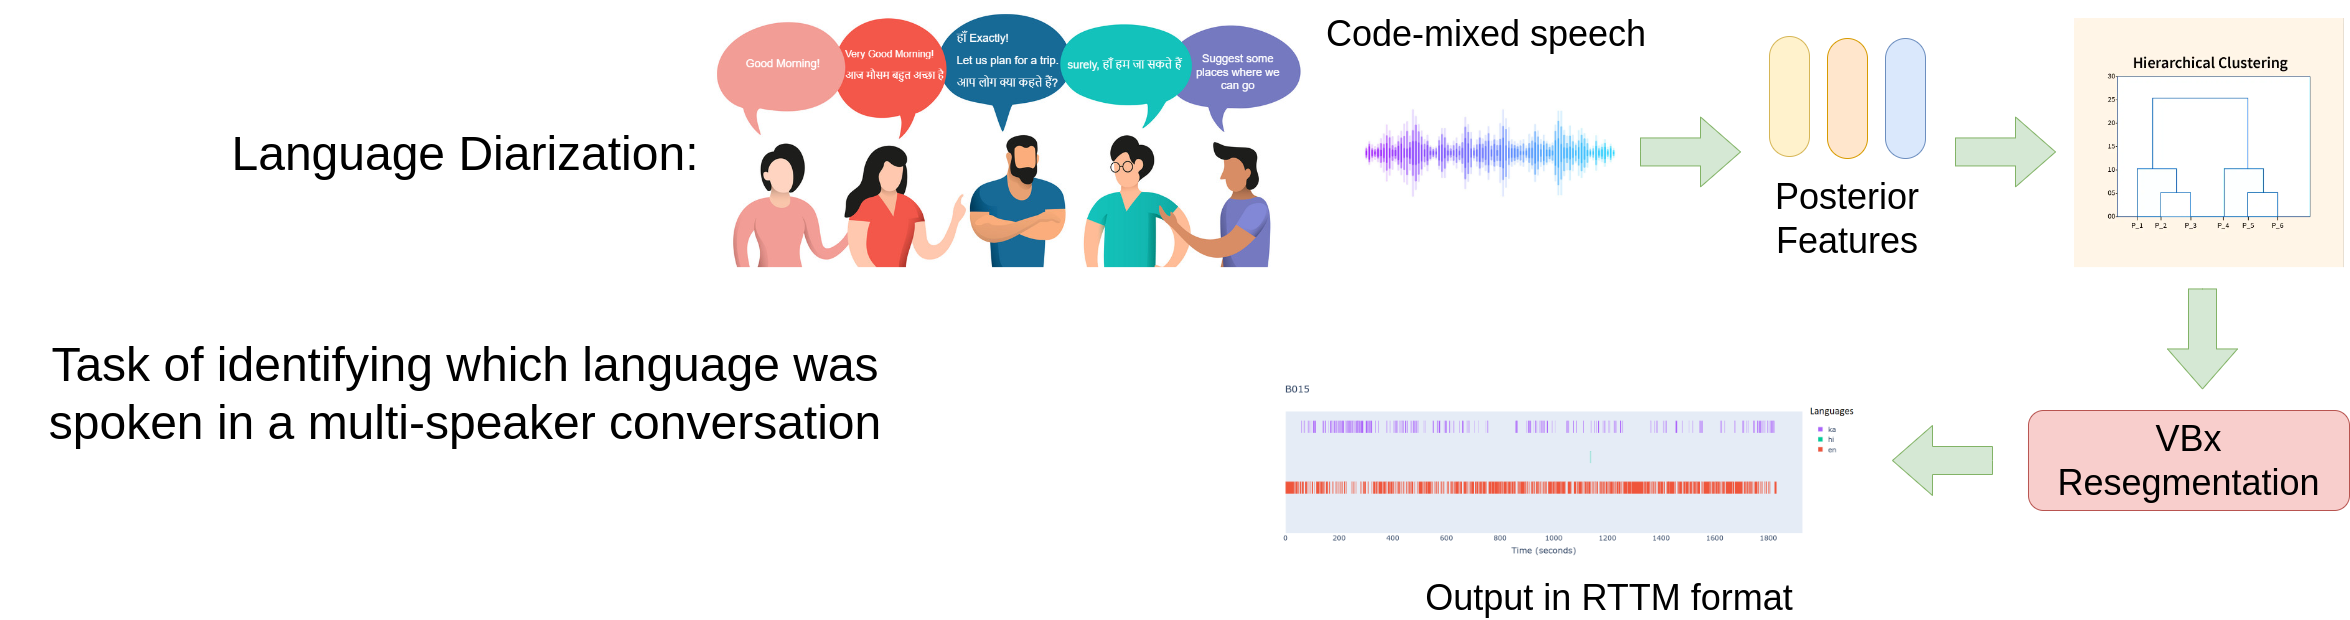 Language Diarization:
Good Morning!
Very Good Morning!
आज मौसम बहुत अच्छा है
हाँ Exactly!
Let us plan for a trip.
आप लोग क्या कहते हैं?
surely, हाँ हम जा सकते हैं
Suggest some
places where we
can go
Code-mixed speech
Posterior
Features
Hierarchical Clustering
30
25
20
15
10
05
00
P_1 P_2 P_3 P_4 P_5 P_6
Task of identifying which language was
spoken in a multi-speaker conversation
VBx
Resegmentation
B015
Languages
ka
hi
en
0 200 400 600 800 1000 1200 1400 1600 1800
Time (seconds)
Output in RTTM format